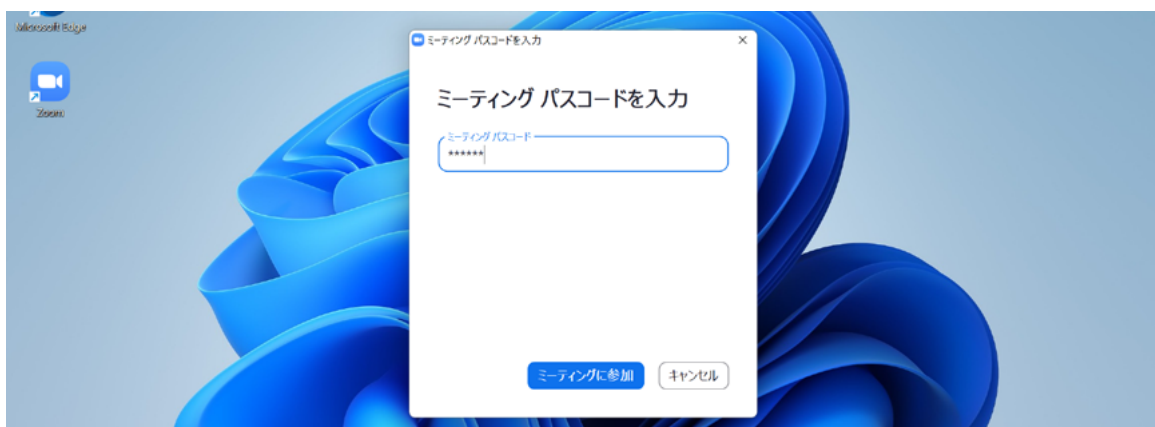 Microsoft Edge
Zoom
ミーティング パスコードを入力
ミーティング パスコードを入力
ミーティング パスコード
******
ミーティングに参加
キャンセル